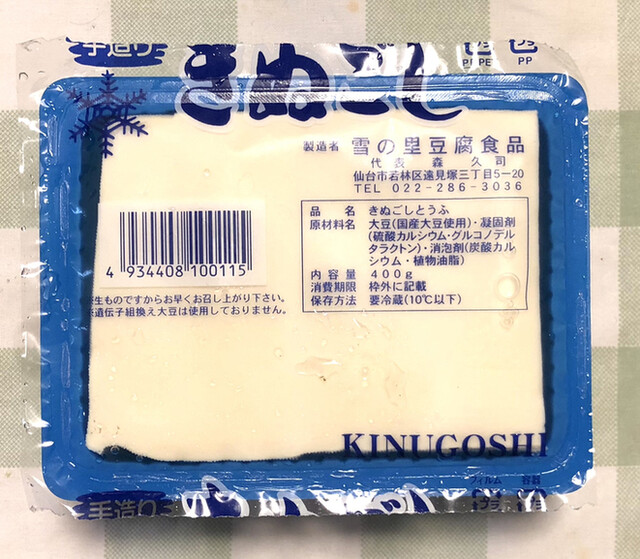 手造り
きぬごし
PE
PP
製造者 雪の里豆腐食品
代表 森久司
仙台市若林区遠見塚三丁目5-20
TEL 022-286-3036
品名 きぬごしとうふ
原材料名 大豆(国産大豆使用)・凝固剤
(硫酸カルシウム・グルコノデル
タラクトン)・消泡剤(炭酸カル
シウム・植物油脂)
内容量 400g
消費期限 枠外に記載
保存方法 要冷蔵(10℃以下)
4 934408 100115
生ものですからお早くお召し上がり下さい。
遺伝子組換え大豆は使用しておりません。
KINUGOSHI
フィルム 容器
手造り